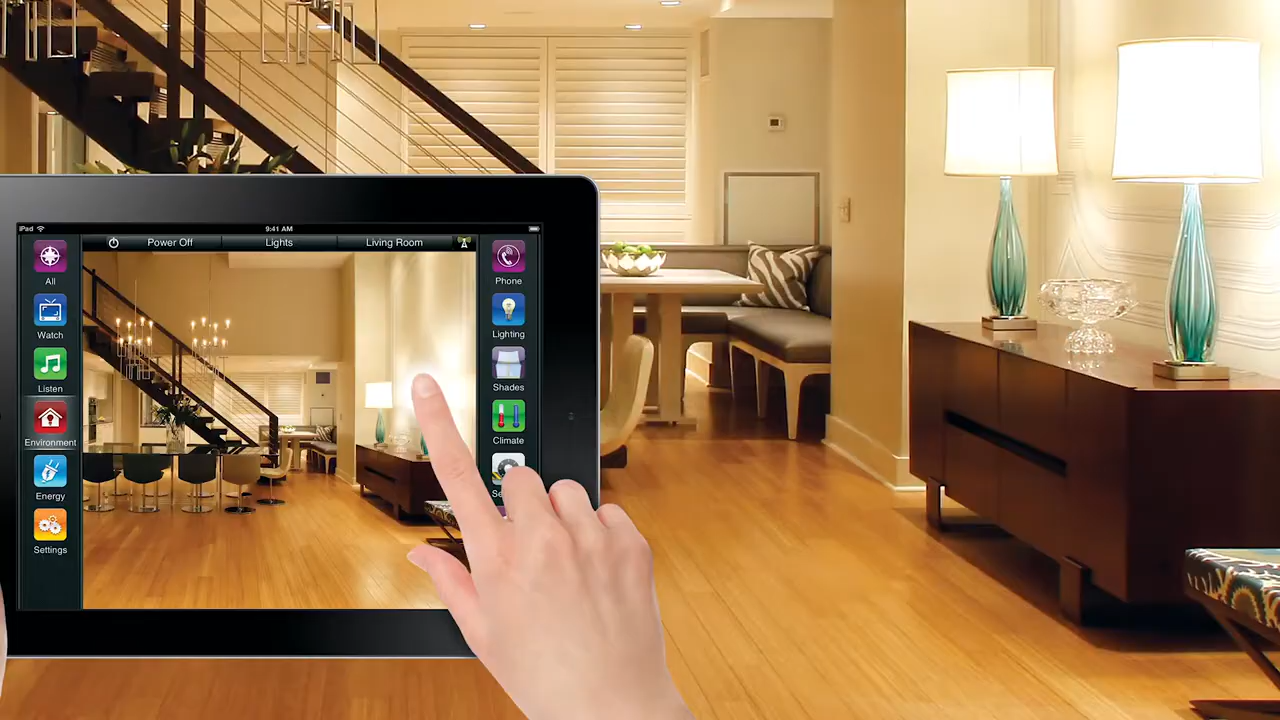 iPad
9:41 AM
Power Off
Lights
Living Room
All
Watch
Listen
Environment
Energy
Settings
Phone
Lighting
Shades
Climate